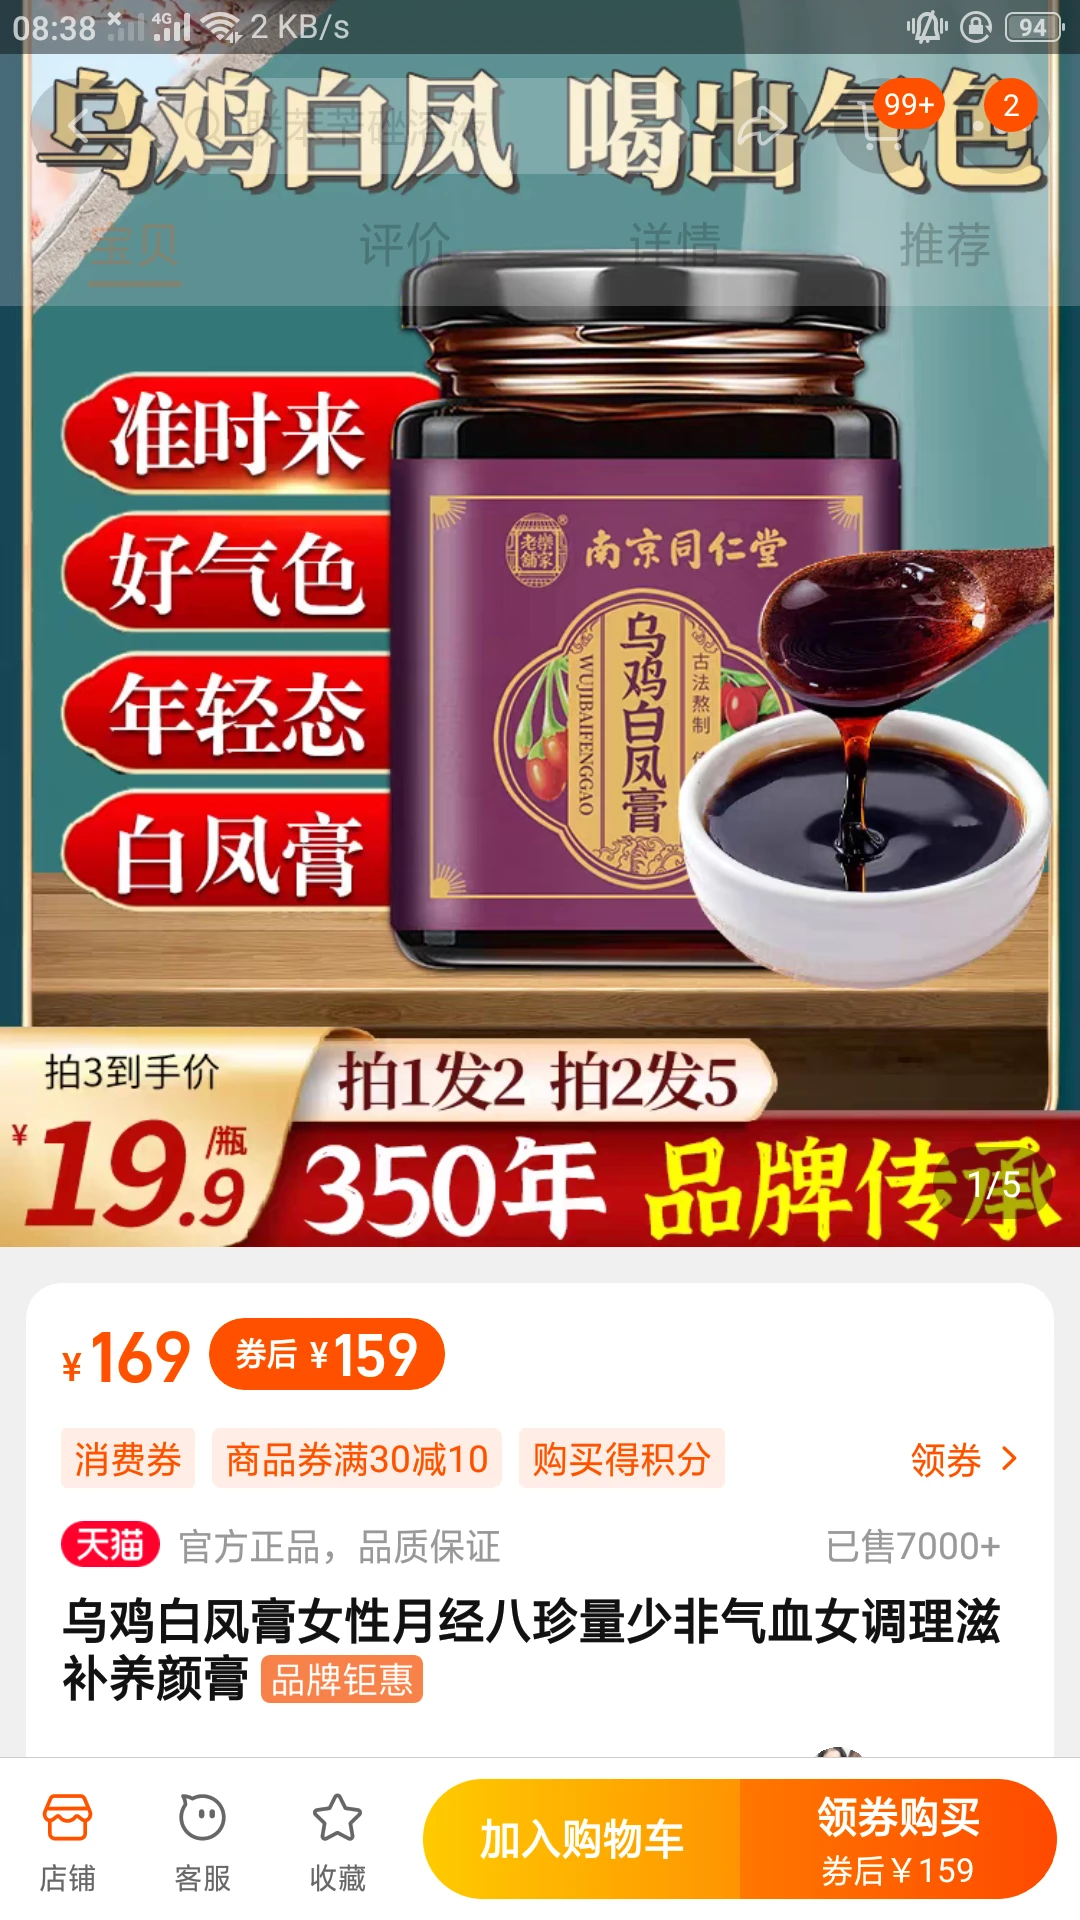 08:38 4G 2 KB/s 94
乌鸡白凤 喝出气色
99+
2
宝贝 评价 详情 推荐
准时来
好气色
年轻态
白凤膏
樂家老舖
南京同仁堂
乌鸡白凤膏
WUJIBAIFENGGAO
古法熬制
拍3到手价
¥19.9/瓶
拍1发2 拍2发5
350年 品牌传承
1/5
¥169 券后 ¥159
消费券 商品券满30减10 购买得积分 领券
天猫 官方正品，品质保证 已售7000+
乌鸡白凤膏女性月经八珍量少非气血女调理滋
补养颜膏 品牌钜惠
店铺 客服 收藏
加入购物车
领券购买
券后¥159